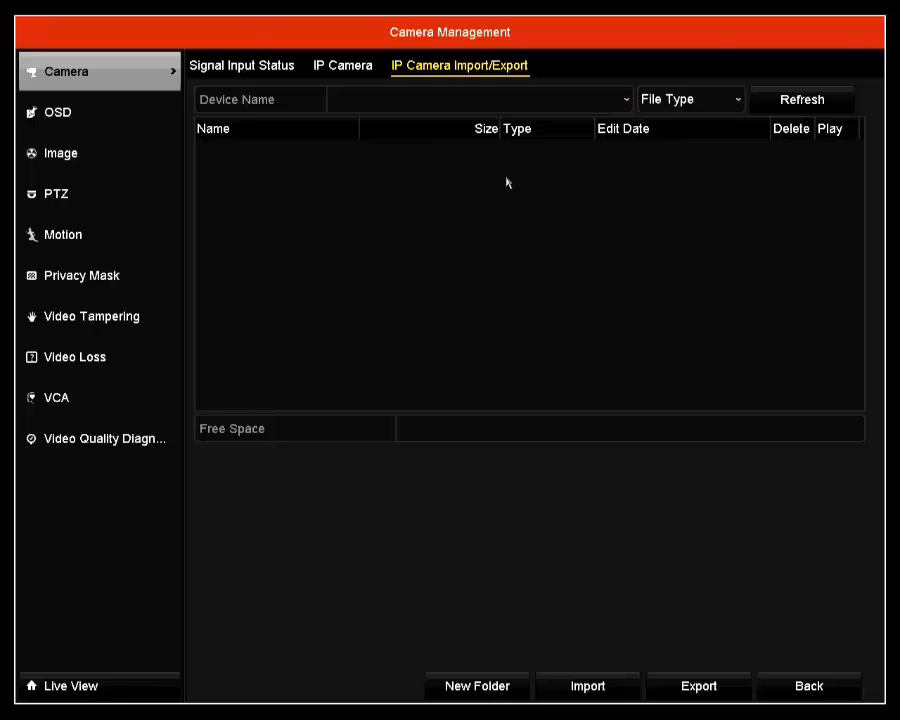 Camera Management
Camera
OSD
Image
PTZ
Motion
Privacy Mask
Video Tampering
Video Loss
VCA
Video Quality Diagn...
Live View
Signal Input Status IP Camera IP Camera Import/Export
Device Name File Type Refresh
Name Size Type Edit Date Delete Play
Free Space
New Folder Import Export Back